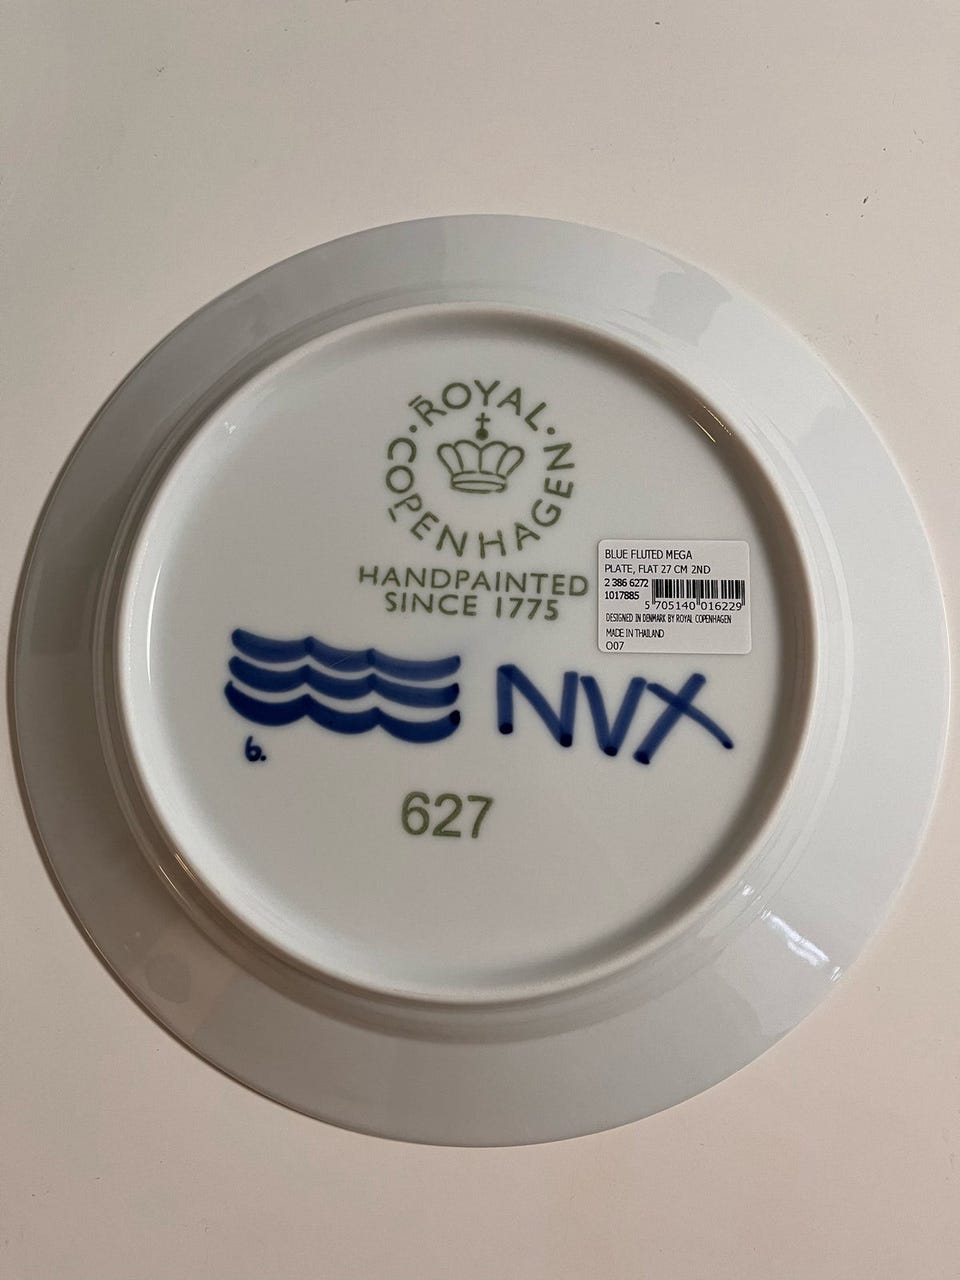 ROYAL · COPENHAGEN ·
HANDPAINTED
SINCE 1775
BLUE FLUTED MEGA
PLATE, FLAT 27 CM 2ND
2 386 6272
1017885
5 705140 016229
DESIGNED IN DENMARK BY ROYAL COPENHAGEN
MADE IN THAILAND
O07
NVX
6.
627